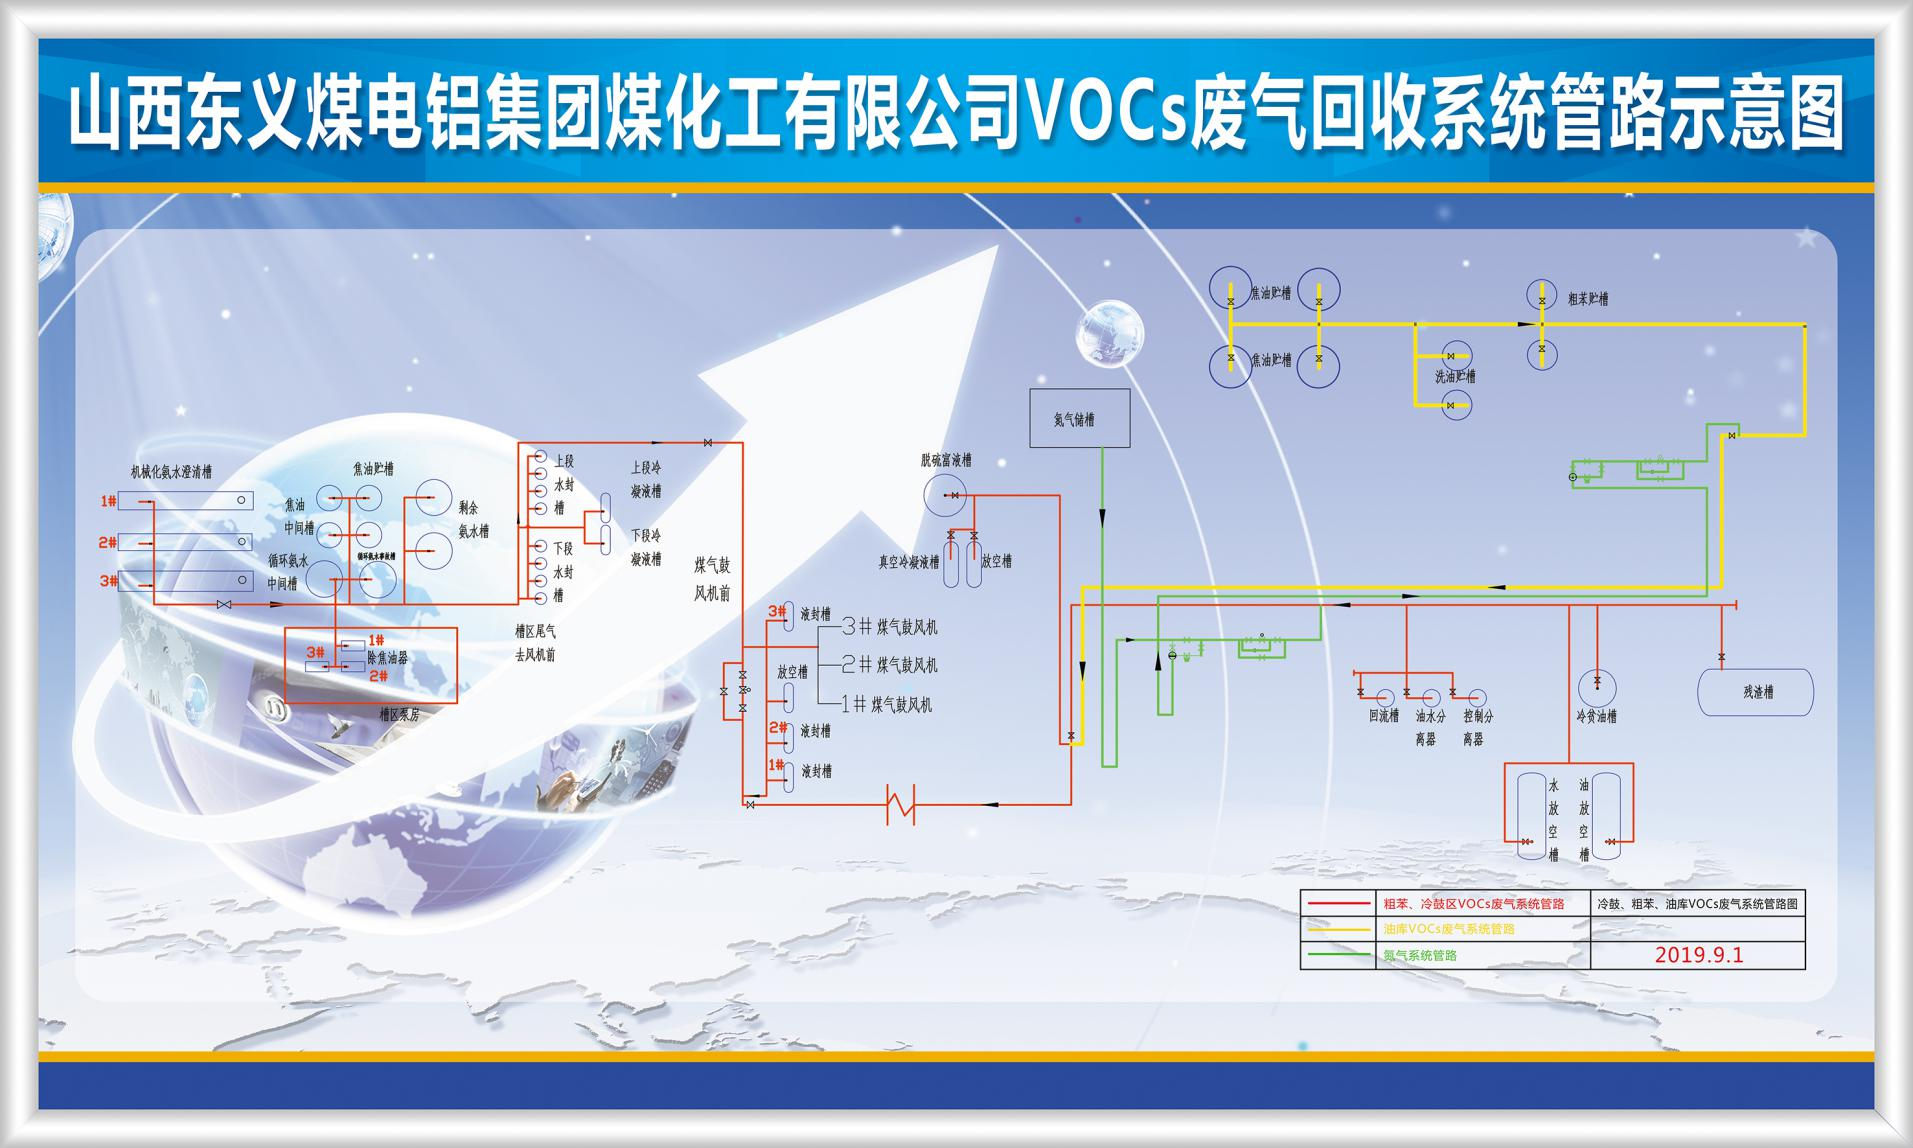 山西东义煤电铝集团煤化工有限公司VOCs废气回收系统管路示意图
焦油贮槽
粗苯贮槽
焦油贮槽
洗油贮槽
氮气储槽
机械化氨水澄清槽
1#
2#
3#
焦油贮槽
焦油
中间槽
剩余
氨水槽
循环氨水
中间槽
循环氨水事故槽
1#
3#
除焦油器
2#
槽区泵房
上段
水封
槽
上段冷
凝液槽
下段
水封
槽
下段冷
凝液槽
槽区尾气
去风机前
煤气鼓
风机前
3#
液封槽
放空槽
2#
液封槽
1#
液封槽
3# 煤气鼓风机
2# 煤气鼓风机
1# 煤气鼓风机
脱硫富液槽
真空冷凝液槽
放空槽
回流槽
油水分
离器
控制分
离器
冷贫油槽
残渣槽
水
放
空
槽
油
放
空
槽
粗苯、冷鼓区VOCs废气系统管路
冷鼓、粗苯、油库VOCs废气系统管路图
油库VOCs废气系统管路
氮气系统管路
2019.9.1